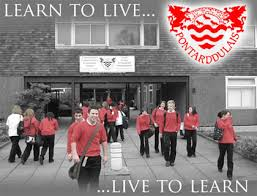 LEARN TO LIVE...
PONTARDDULAIS
...LIVE TO LEARN